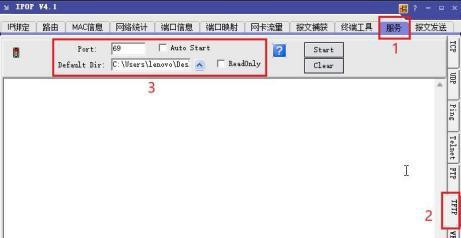 IPOP V4.1
IP绑定 路由 MAC信息 网络统计 端口信息 端口映射 网卡流量 报文捕获 终端工具 服务 报文发送
1
Port: 69 Auto Start ? Start
Default Dir: C:\Users\lenovo\Des ReadOnly Clear
3
TCP
UDP
Ping
Telnet
FTP
TFTP
2